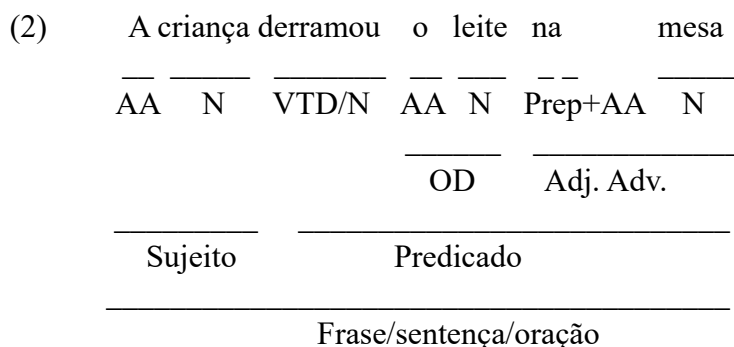 (2) A criança derramou o leite na mesa
AA N VTD/N AA N Prep+AA N
OD Adj. Adv.
Sujeito Predicado
Frase/sentença/oração